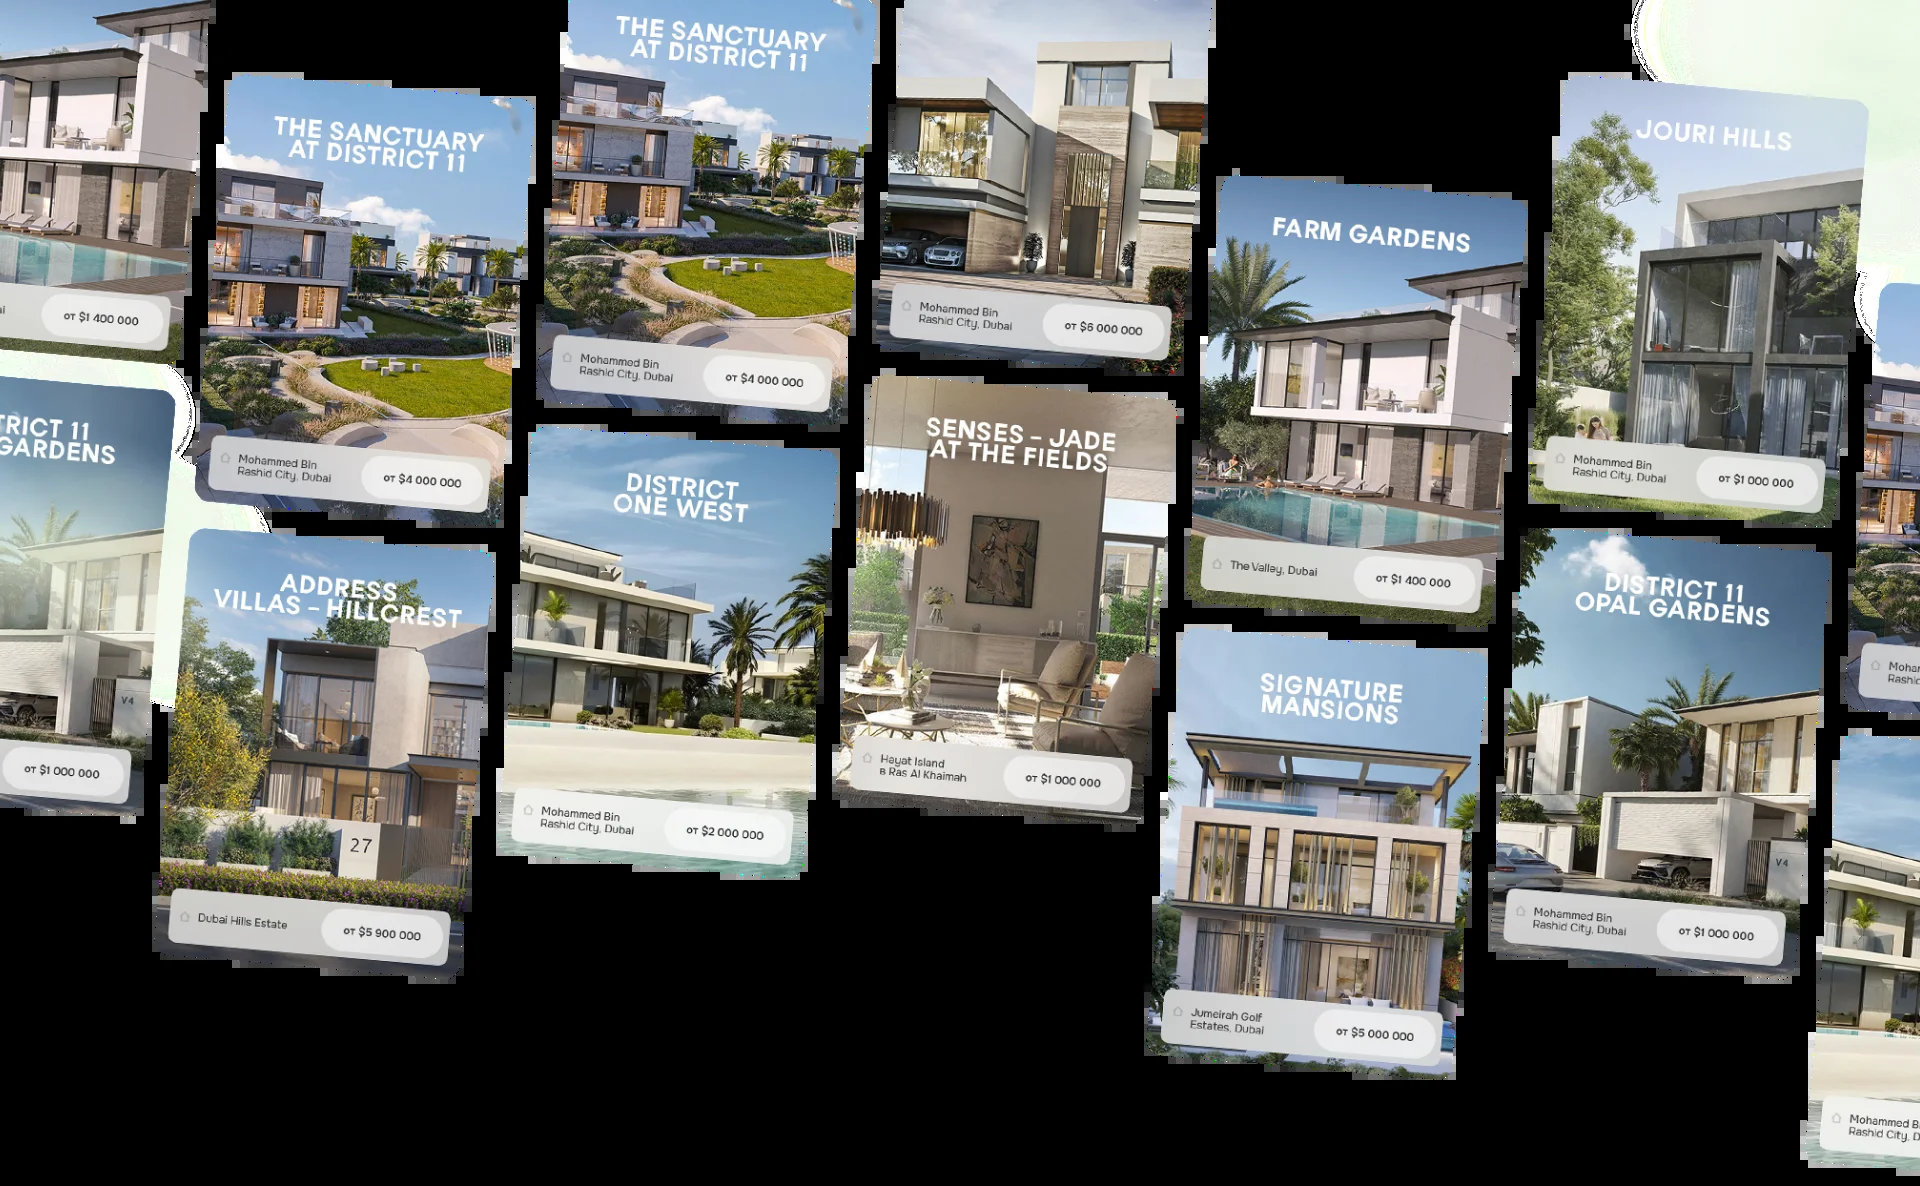 от $1 400 000
THE SANCTUARY
AT DISTRICT 11
Mohammed Bin
Rashid City, Dubai
от $4 000 000
THE SANCTUARY
AT DISTRICT 11
Mohammed Bin
Rashid City, Dubai
от $4 000 000
Mohammed Bin
Rashid City, Dubai
от $6 000 000
FARM GARDENS
The Valley, Dubai
от $1 400 000
JOURI HILLS
Mohammed Bin
Rashid City, Dubai
от $1 000 000
11
GARDENS
V4
от $1 000 000
ADDRESS
VILLAS – HILLCREST
27
Dubai Hills Estate
от $5 900 000
DISTRICT
ONE WEST
Mohammed Bin
Rashid City, Dubai
от $2 000 000
SENSES – JADE
AT THE FIELDS
Hayat Island
в Ras Al Khaimah
от $1 000 000
SIGNATURE
MANSIONS
Jumeirah Golf
Estates, Dubai
от $5 000 000
DISTRICT 11
OPAL GARDENS
V4
Mohammed Bin
Rashid City, Dubai
от $1 000 000
Mohammed
Rashid City,